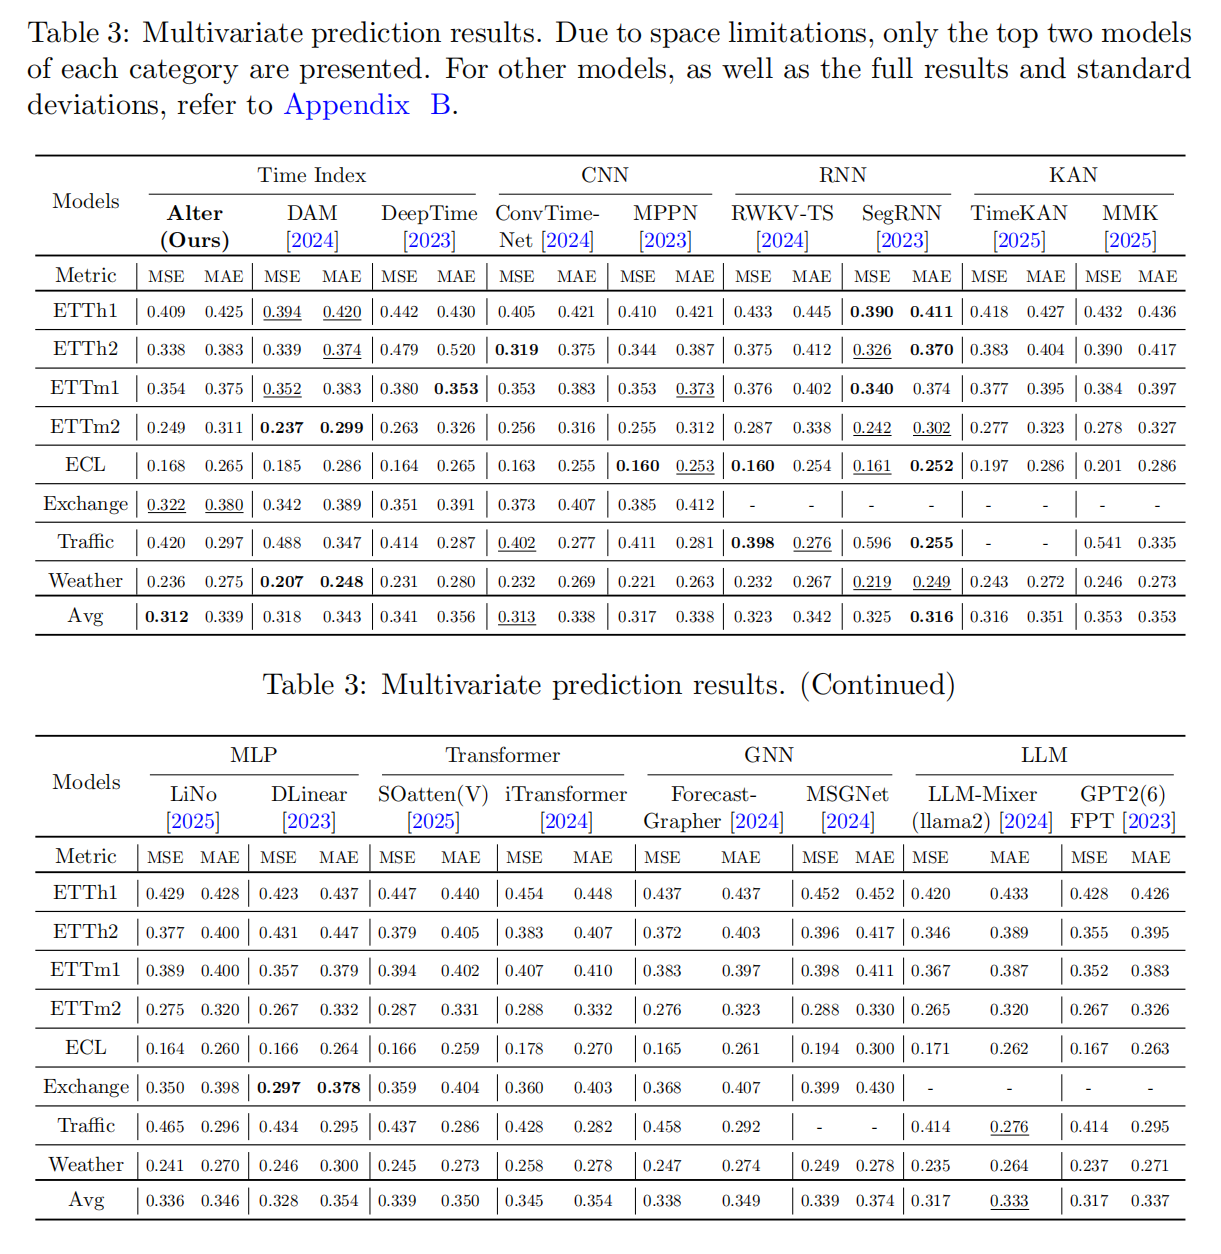 Table 3: Multivariate prediction results. Due to space limitations, only the top two models
of each category are presented. For other models, as well as the full results and standard
deviations, refer to Appendix B.
Models Time Index CNN RNN KAN
Alter (Ours) DAM [2024] DeepTime [2023] ConvTime-Net [2024] MPPN [2023] RWKV-TS [2024] SegRNN [2023] TimeKAN [2025] MMK [2025]
Metric MSE MAE MSE MAE MSE MAE MSE MAE MSE MAE MSE MAE MSE MAE MSE MAE MSE MAE
ETTh1 0.409 0.425 0.394 0.420 0.442 0.430 0.405 0.421 0.410 0.421 0.433 0.445 0.390 0.411 0.418 0.427 0.432 0.436
ETTh2 0.338 0.383 0.339 0.374 0.479 0.520 0.319 0.375 0.344 0.387 0.375 0.412 0.326 0.370 0.383 0.404 0.390 0.417
ETTm1 0.354 0.375 0.352 0.383 0.380 0.353 0.353 0.383 0.353 0.373 0.376 0.402 0.340 0.374 0.377 0.395 0.384 0.397
ETTm2 0.249 0.311 0.237 0.299 0.263 0.326 0.256 0.316 0.255 0.312 0.287 0.338 0.242 0.302 0.277 0.323 0.278 0.327
ECL 0.168 0.265 0.185 0.286 0.164 0.265 0.163 0.255 0.160 0.253 0.160 0.254 0.161 0.252 0.197 0.286 0.201 0.286
Exchange 0.322 0.380 0.342 0.389 0.351 0.391 0.373 0.407 0.385 0.412 - - - - - - - -
Traffic 0.420 0.297 0.488 0.347 0.414 0.287 0.402 0.277 0.411 0.281 0.398 0.276 0.596 0.255 - - 0.541 0.335
Weather 0.236 0.275 0.207 0.248 0.231 0.280 0.232 0.269 0.221 0.263 0.232 0.267 0.219 0.249 0.243 0.272 0.246 0.273
Avg 0.312 0.339 0.318 0.343 0.341 0.356 0.313 0.338 0.317 0.338 0.323 0.342 0.325 0.316 0.316 0.351 0.353 0.353
Table 3: Multivariate prediction results. (Continued)
Models MLP Transformer GNN LLM
LiNo [2025] DLinear [2023] SOatten(V) [2025] iTransformer [2024] Forecast-Grapher [2024] MSGNet [2024] LLM-Mixer (llama2) [2024] GPT2(6) FPT [2023]
Metric MSE MAE MSE MAE MSE MAE MSE MAE MSE MAE MSE MAE MSE MAE MSE MAE
ETTh1 0.429 0.428 0.423 0.437 0.447 0.440 0.454 0.448 0.437 0.437 0.452 0.452 0.420 0.433 0.428 0.426
ETTh2 0.377 0.400 0.431 0.447 0.379 0.405 0.383 0.407 0.372 0.403 0.396 0.417 0.346 0.389 0.355 0.395
ETTm1 0.389 0.400 0.357 0.379 0.394 0.402 0.407 0.410 0.383 0.397 0.398 0.411 0.367 0.387 0.352 0.383
ETTm2 0.275 0.320 0.267 0.332 0.287 0.331 0.288 0.332 0.276 0.323 0.288 0.330 0.265 0.320 0.267 0.326
ECL 0.164 0.260 0.166 0.264 0.166 0.259 0.178 0.270 0.165 0.261 0.194 0.300 0.171 0.262 0.167 0.263
Exchange 0.350 0.398 0.297 0.378 0.359 0.404 0.360 0.403 0.368 0.407 0.399 0.430 - - - -
Traffic 0.465 0.296 0.434 0.295 0.437 0.286 0.428 0.282 0.458 0.292 - - 0.414 0.276 0.414 0.295
Weather 0.241 0.270 0.246 0.300 0.245 0.273 0.258 0.278 0.247 0.274 0.249 0.278 0.235 0.264 0.237 0.271
Avg 0.336 0.346 0.328 0.354 0.339 0.350 0.345 0.354 0.338 0.349 0.339 0.374 0.317 0.333 0.317 0.337